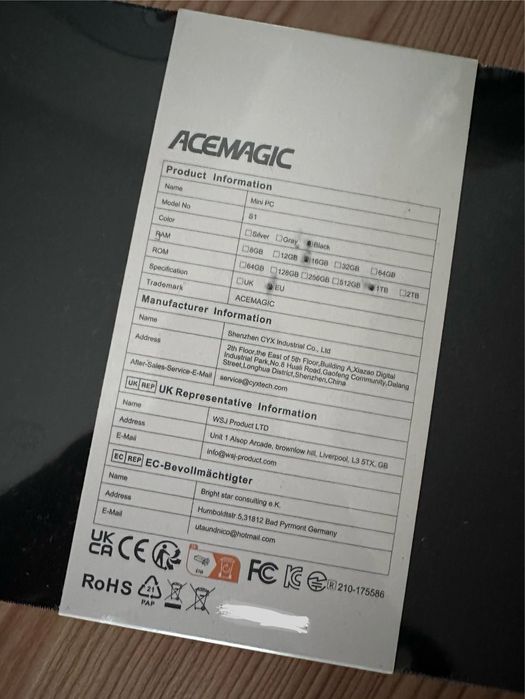 ACEMAGIC
Product Information
Name Mini PC
Model No S1
Color □Silver □Gray ■Black
RAM □8GB □12GB ■16GB □32GB □64GB
ROM □64GB □128GB □256GB □512GB ■1TB □2TB
Specification □UK ■EU
Trademark ACEMAGIC
Manufacturer Information
Name Shenzhen CYX Industrial Co., Ltd
Address 2th Floor,the East of 5th Floor,Building A,Xiazao Digital
Industrial Park,No.8 Huali Road,Gaofeng Community,Dalang
Street,Longhua District,Shenzhen,China
After-Sales-Service-E-Mail service@cyxtech.com
UK REP UK Representative Information
Name WSJ Product LTD
Address Unit 1 Alsop Arcade, brownlow hill, Liverpool, L3 5TX, GB
E-Mail info@wsj-product.com
EC REP EC-Bevollmächtigter
Name Bright star consulting e.K.
Address Humboldtstr.5,31812 Bad Pyrmont Germany
E-Mail utaundnico@hotmail.com
UK
CA CE FC R 210-175586
RoHS 21
PAP